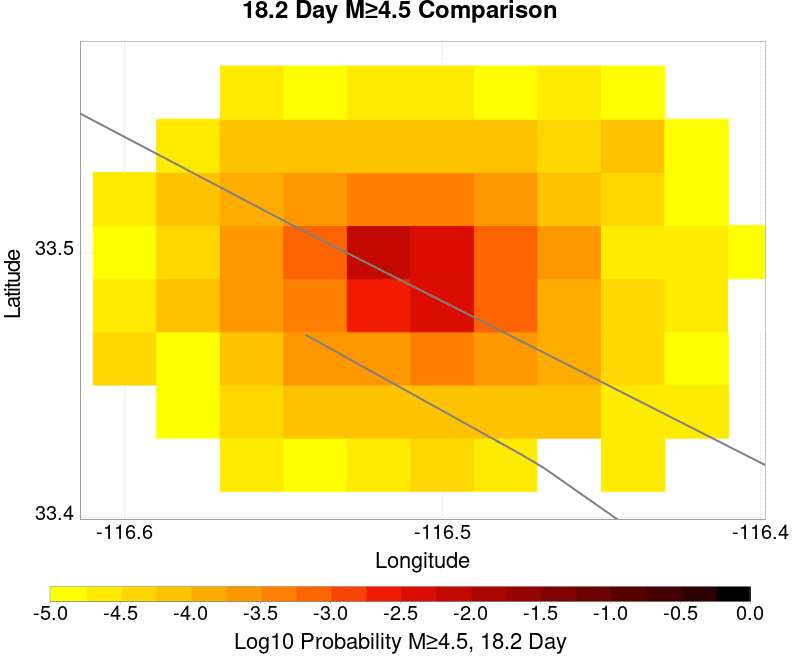 18.2 Day M≥4.5 Comparison
Latitude
33.5
33.4
-116.6 -116.5 -116.4
Longitude
-5.0 -4.5 -4.0 -3.5 -3.0 -2.5 -2.0 -1.5 -1.0 -0.5 0.0
Log10 Probability M≥4.5, 18.2 Day